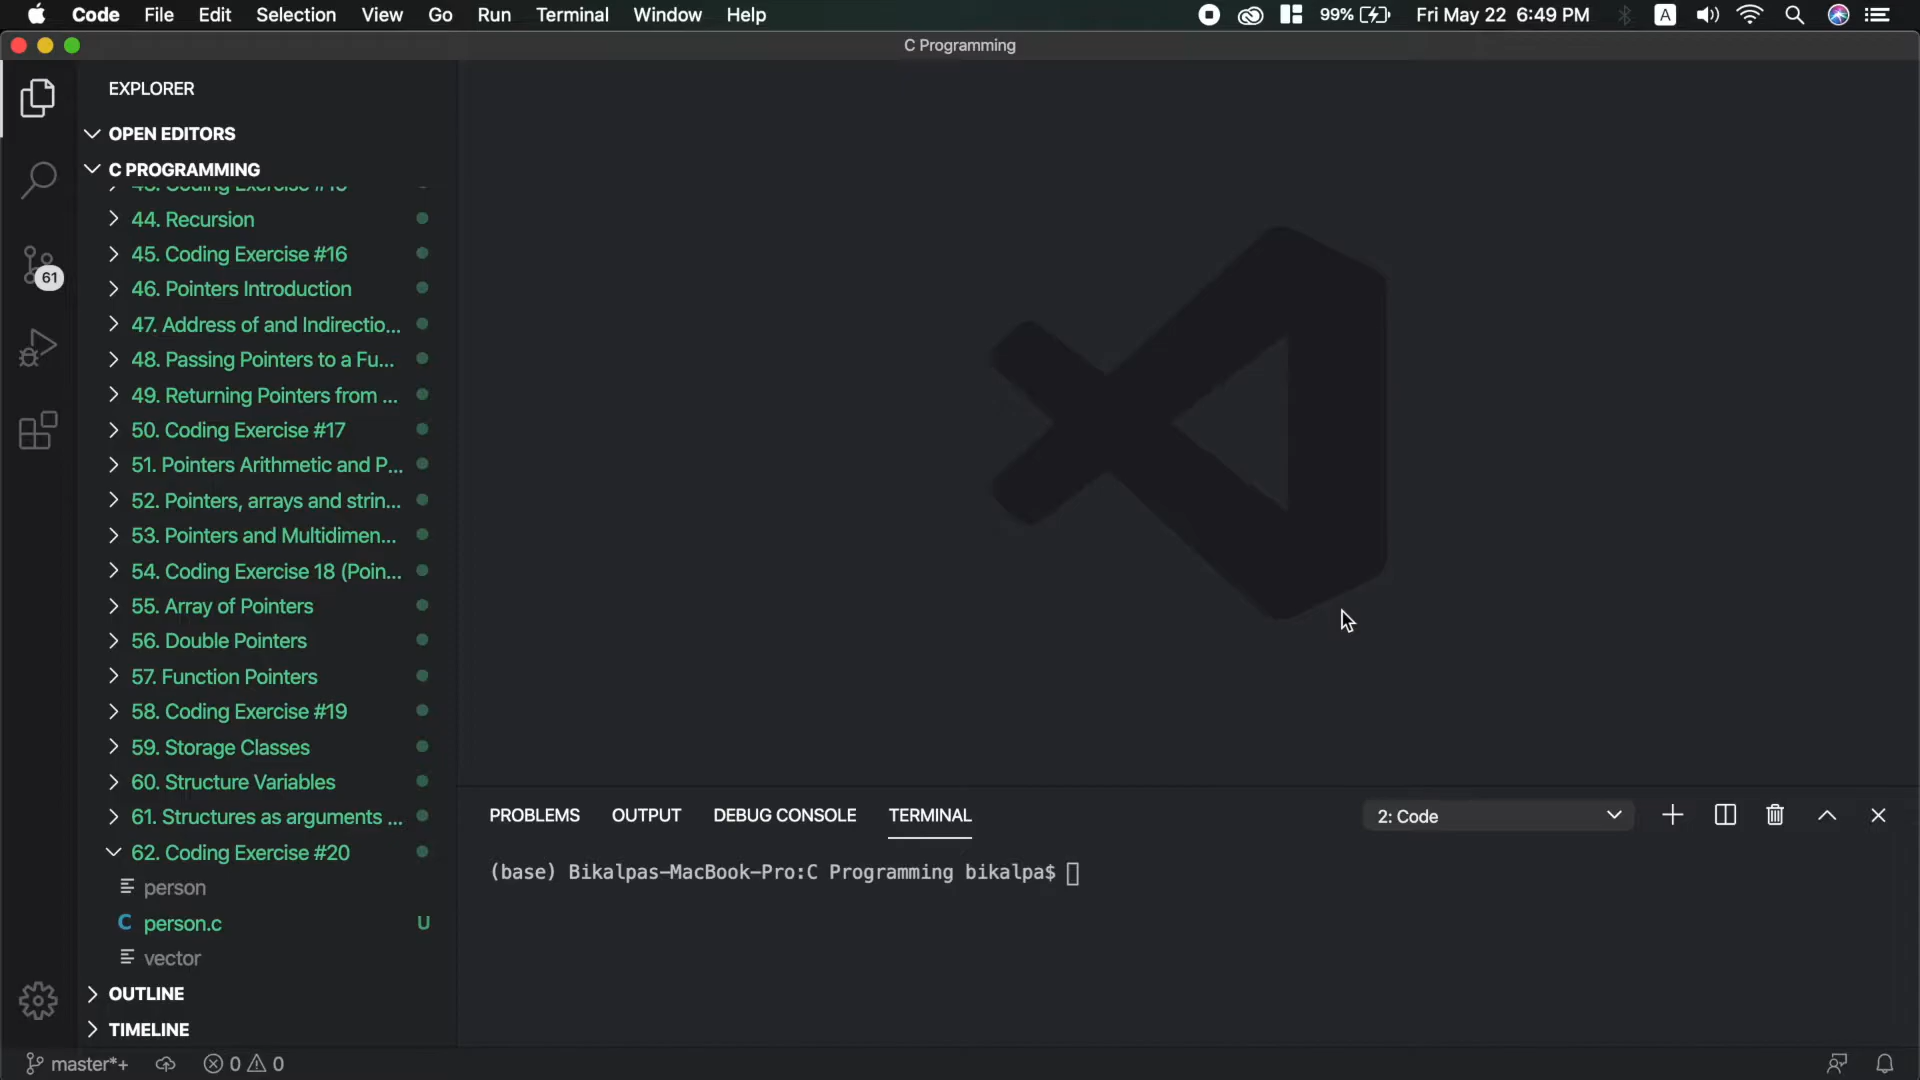 Code File Edit Selection View Go Run Terminal Window Help 99% Fri May 22 6:49 PM A
C Programming
EXPLORER
OPEN EDITORS
C PROGRAMMING
44. Recursion
45. Coding Exercise #16
61
46. Pointers Introduction
47. Address of and Indirectio...
48. Passing Pointers to a Fu...
49. Returning Pointers from ...
50. Coding Exercise #17
51. Pointers Arithmetic and P...
52. Pointers, arrays and strin...
53. Pointers and Multidimen...
54. Coding Exercise 18 (Poin...
55. Array of Pointers
56. Double Pointers
57. Function Pointers
58. Coding Exercise #19
59. Storage Classes
60. Structure Variables
61. Structures as arguments ...
62. Coding Exercise #20
person
C person.c U
vector
OUTLINE
TIMELINE
PROBLEMS OUTPUT DEBUG CONSOLE TERMINAL 2: Code
(base) Bikalpas-MacBook-Pro:C Programming bikalpa$
master*+ 0 0